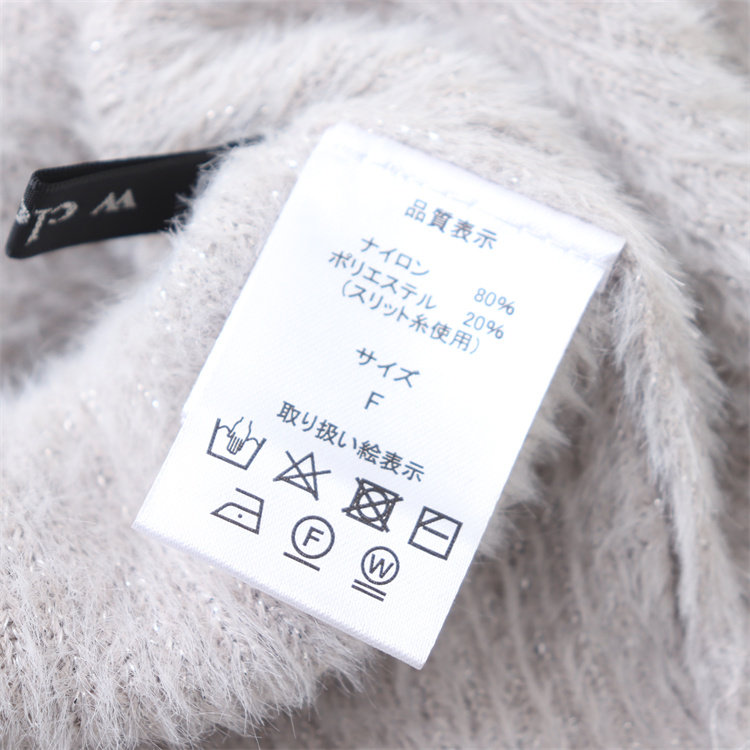 w cl
品質表示
ナイロン 80%
ポリエステル 20%
(スリット糸使用)
サイズ
F
取り扱い絵表示
F
W